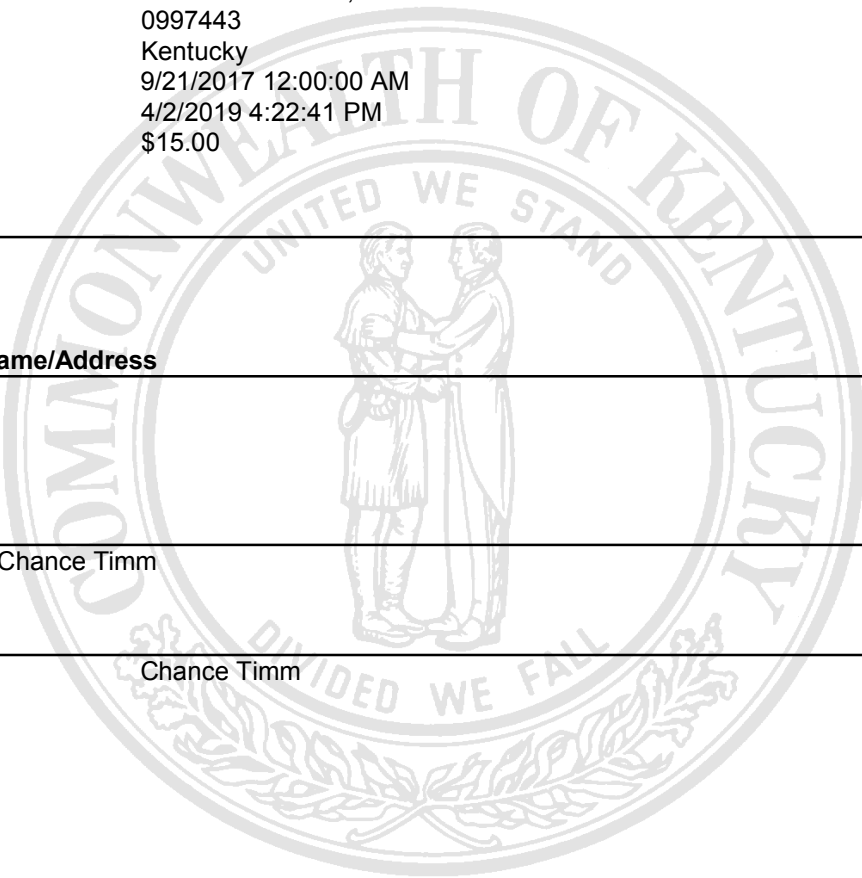 0997443
Kentucky
9/21/2017 12:00:00 AM
4/2/2019 4:22:41 PM
$15.00
COMMONWEALTH OF KENTUCKY
UNITED WE STAND
ame/Address
Chance Timm
Chance Timm
DIVIDED WE FALL